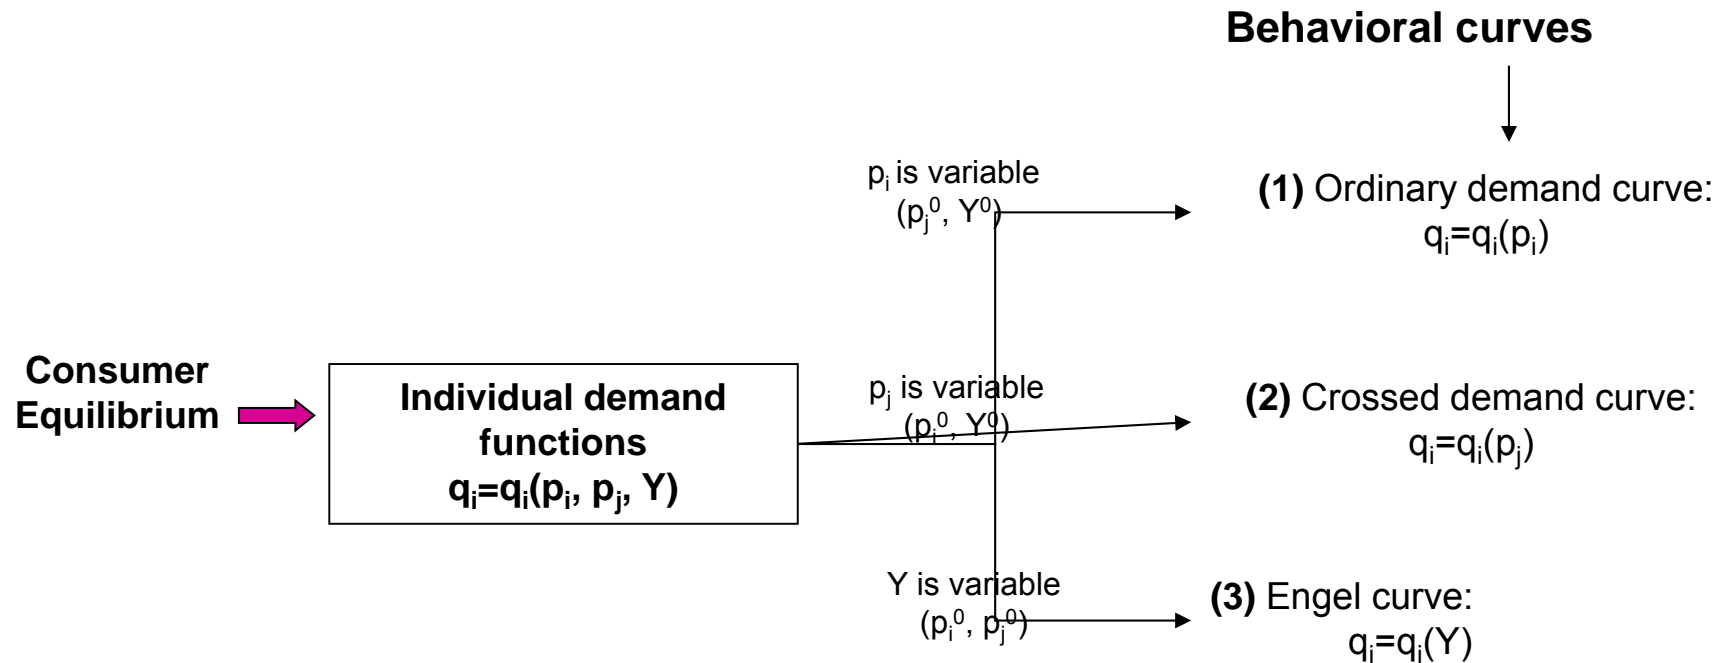 Behavioral curves
pᵢ is variable
(pⱼ⁰, Y⁰)
(1) Ordinary demand curve:
qᵢ=qᵢ(pᵢ)
Consumer
Equilibrium
Individual demand
functions
qᵢ=qᵢ(pᵢ, pⱼ, Y)
pⱼ is variable
(pᵢ⁰, Y⁰)
(2) Crossed demand curve:
qᵢ=qᵢ(pⱼ)
Y is variable
(pᵢ⁰, pⱼ⁰)
(3) Engel curve:
qᵢ=qᵢ(Y)